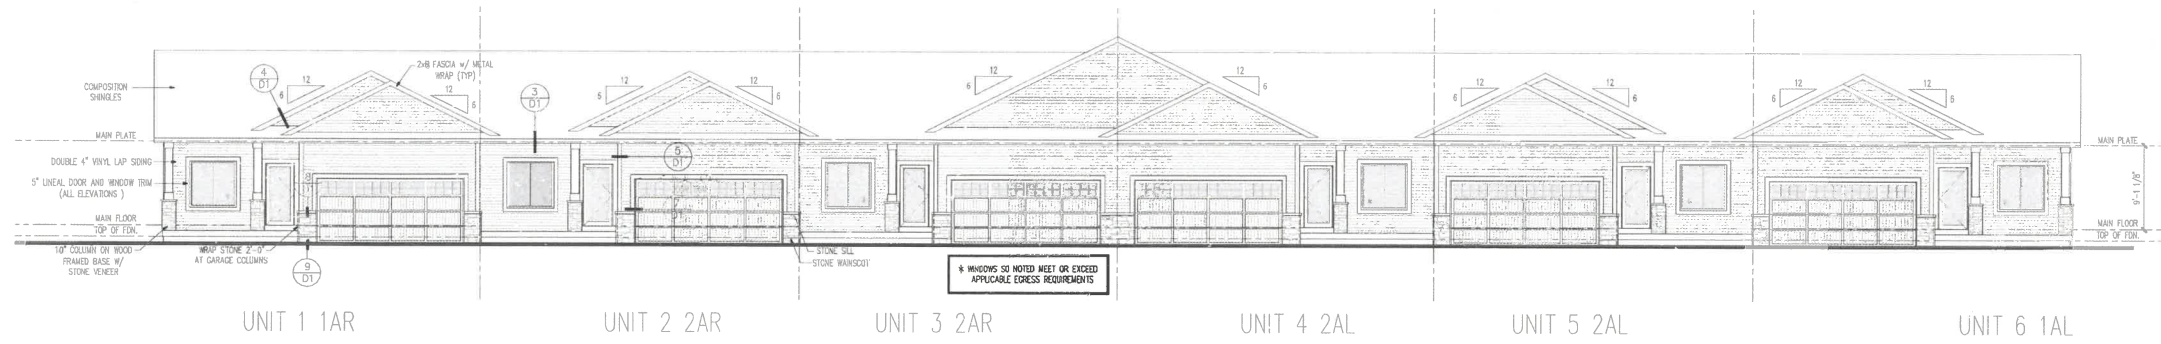 4
D1
12
6
2x8 FASCIA w/ METAL
WRAP (TYP)
12
6
3
D1
12
6
12
6
12
6
12
6
12
6
12
6
12
6
12
6
COMPOSITION
SHINGLES
MAIN PLATE
MAIN PLATE
DOUBLE 4" VINYL LAP SIDING
5" LINEAL DOOR AND WINDOW TRIM
(ALL ELEVATIONS )
5
D1
9'-1 1/8"
MAIN FLOOR
TOP OF FDN.
MAIN FLOOR
TOP OF FDN.
10" COLUMN ON WOOD
FRAMED BASE W/
STONE VENEER
WRAP STONE 2'-0"
AT GARAGE COLUMNS
9
D1
STONE SILL
STONE WAINSCOT
* WINDOWS SO NOTED MEET OR EXCEED
APPLICABLE EGRESS REQUIREMENTS
UNIT 1 1AR
UNIT 2 2AR
UNIT 3 2AR
UNIT 4 2AL
UNIT 5 2AL
UNIT 6 1AL